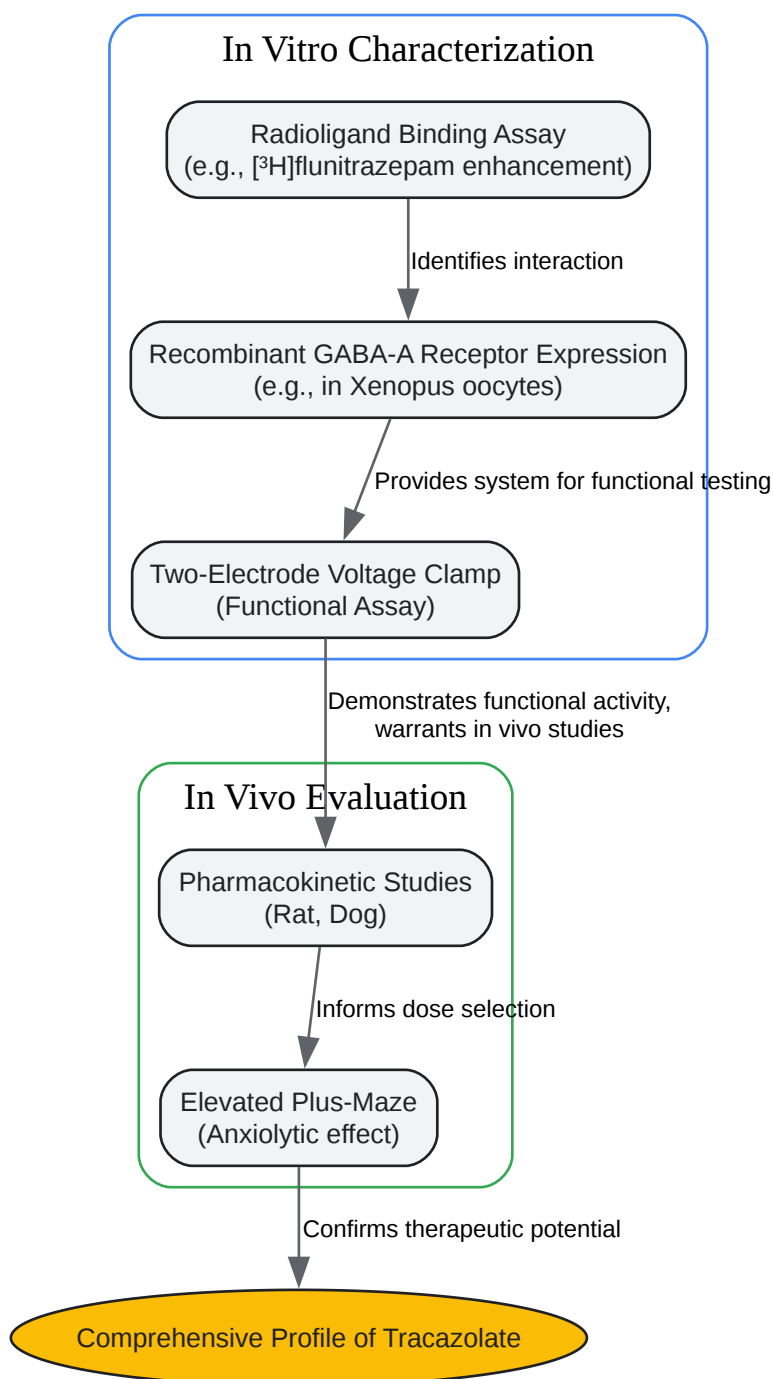 In Vitro Characterization
Radioligand Binding Assay
(e.g., [³H]flunitrazepam enhancement)
Identifies interaction
Recombinant GABA-A Receptor Expression
(e.g., in Xenopus oocytes)
Provides system for functional testing
Two-Electrode Voltage Clamp
(Functional Assay)
Demonstrates functional activity,
warrants in vivo studies
In Vivo Evaluation
Pharmacokinetic Studies
(Rat, Dog)
Informs dose selection
Elevated Plus-Maze
(Anxiolytic effect)
Confirms therapeutic potential
Comprehensive Profile of Tracazolate